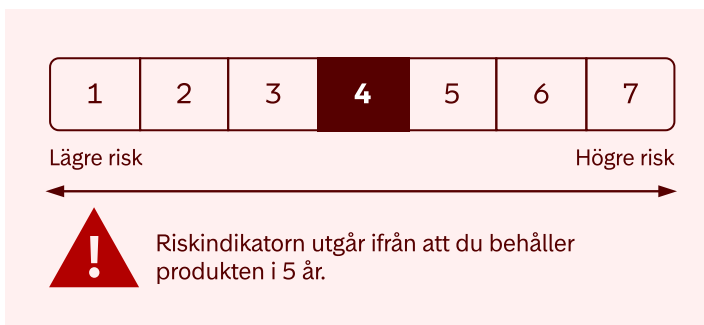 1 2 3 4 5 6 7
Lägre risk Högre risk
!
Riskindikatorn utgår ifrån att du behåller
produkten i 5 år.